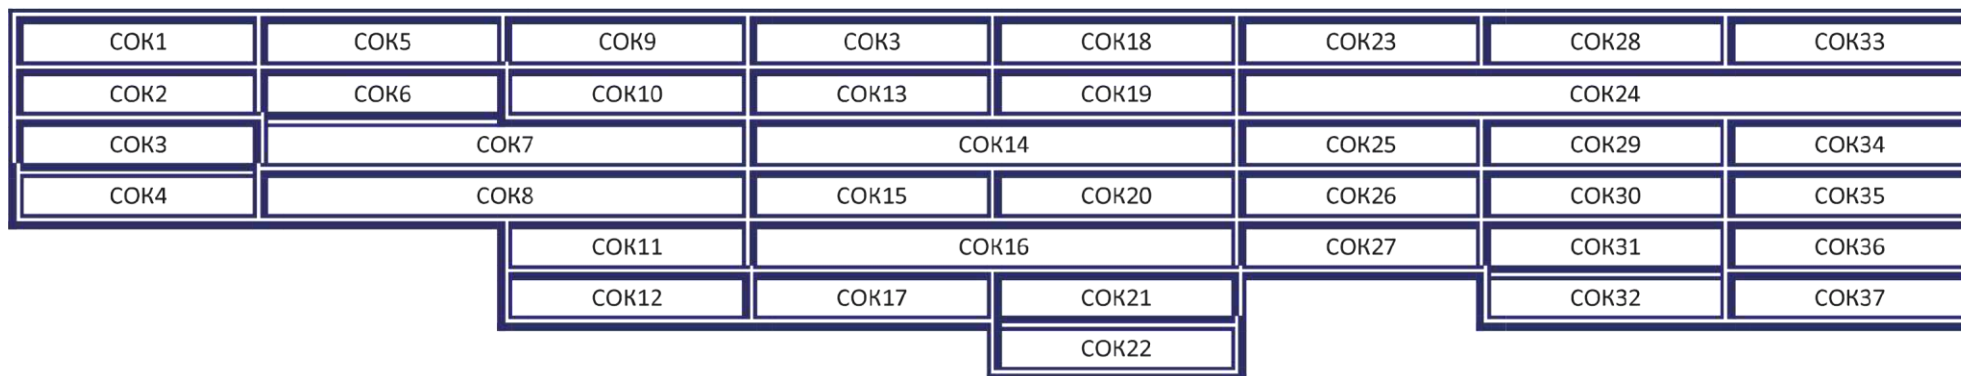 СОК1 СОК5 СОК9 СОК3 СОК18 СОК23 СОК28 СОК33
СОК2 СОК6 СОК10 СОК13 СОК19 СОК24
СОК3 СОК7 СОК14 СОК25 СОК29 СОК34
СОК4 СОК8 СОК15 СОК20 СОК26 СОК30 СОК35
СОК11 СОК16 СОК27 СОК31 СОК36
СОК12 СОК17 СОК21 СОК32 СОК37
СОК22